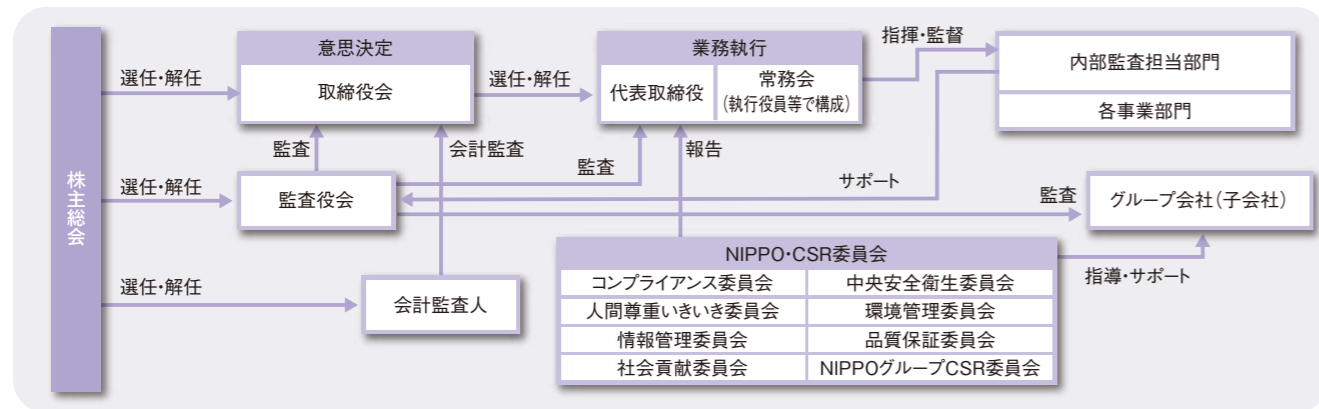 株主総会
選任・解任
意思決定
取締役会
選任・解任
業務執行
代表取締役
常務会
(執行役員等で構成)
指揮・監督
内部監査担当部門
各事業部門
監査
会計監査
監査
報告
サポート
選任・解任
監査役会
監査
グループ会社(子会社)
選任・解任
会計監査人
NIPPO・CSR委員会
コンプライアンス委員会
中央安全衛生委員会
人間尊重いきいき委員会
環境管理委員会
情報管理委員会
品質保証委員会
社会貢献委員会
NIPPOグループCSR委員会
指導・サポート